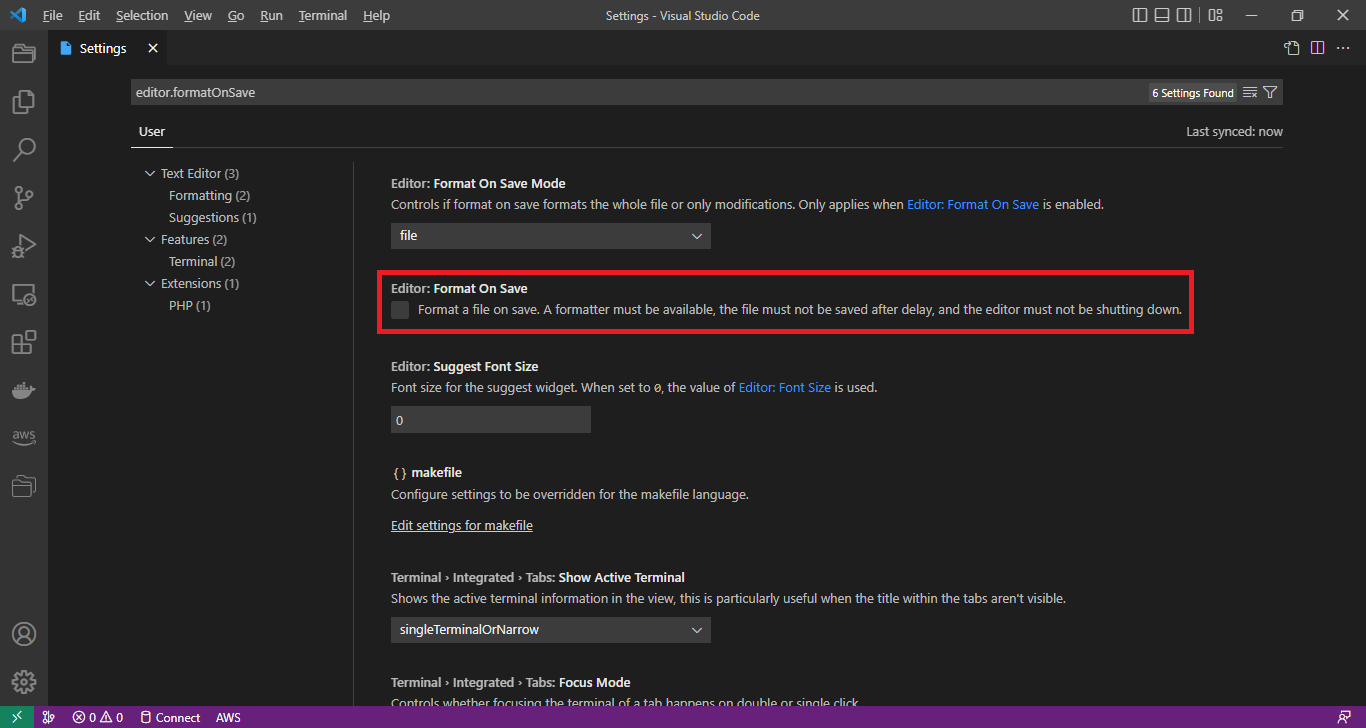 File Edit Selection View Go Run Terminal Help Settings - Visual Studio Code
Settings
editor.formatOnSave 6 Settings Found
User Last synced: now
Text Editor (3)
Formatting (2)
Suggestions (1)
Features (2)
Terminal (2)
Extensions (1)
PHP (1)
Editor: Format On Save Mode
Controls if format on save formats the whole file or only modifications. Only applies when Editor: Format On Save is enabled.
file
Editor: Format On Save
Format a file on save. A formatter must be available, the file must not be saved after delay, and the editor must not be shutting down.
Editor: Suggest Font Size
Font size for the suggest widget. When set to 0, the value of Editor: Font Size is used.
0
{ } makefile
Configure settings to be overridden for the makefile language.
Edit settings for makefile
Terminal › Integrated › Tabs: Show Active Terminal
Shows the active terminal information in the view, this is particularly useful when the title within the tabs aren't visible.
singleTerminalOrNarrow
Terminal › Integrated › Tabs: Focus Mode
Controls whether focusing the terminal of a tab happens on double or single click.
aws
0 0 Connect AWS